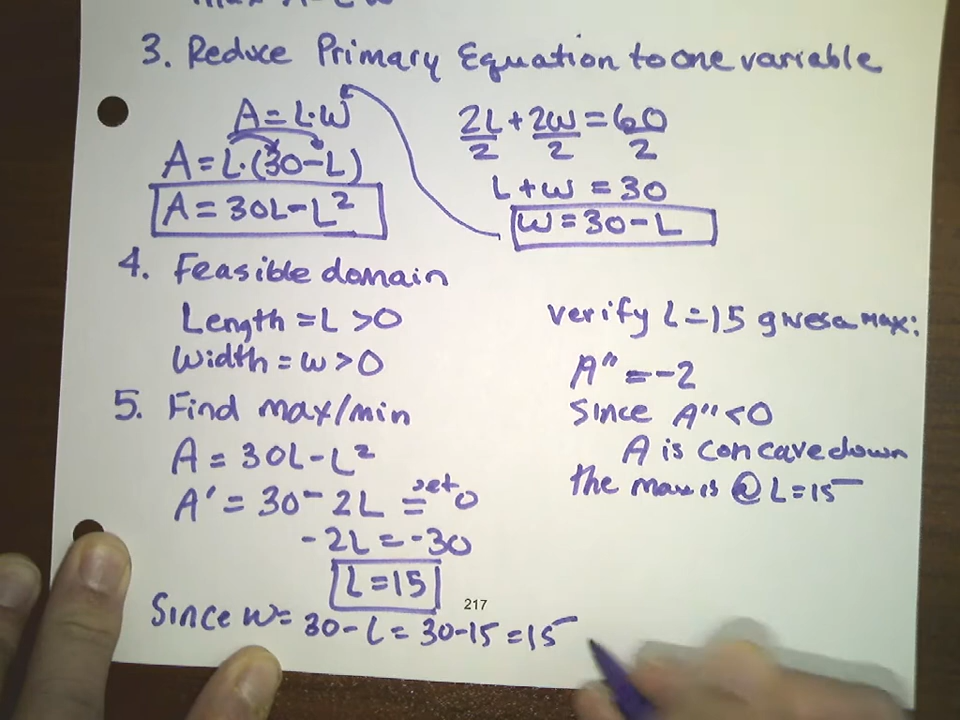 max A = L W
3. Reduce Primary Equation to one variable
A = L·W
A = L·(30-L)
A = 30L-L²
2L/2 + 2W/2 = 60/2
L+W = 30
W = 30-L
4. Feasible domain
Length = L >0
Width = W >0
5. Find max/min
A = 30L-L²
A' = 30-2L = set 0
-2L = -30
L=15
Since W= 30-L = 30-15 =15
217
verify L=15 gives a max:
A" = -2
Since A" <0
A is concave down
the max is @ L=15